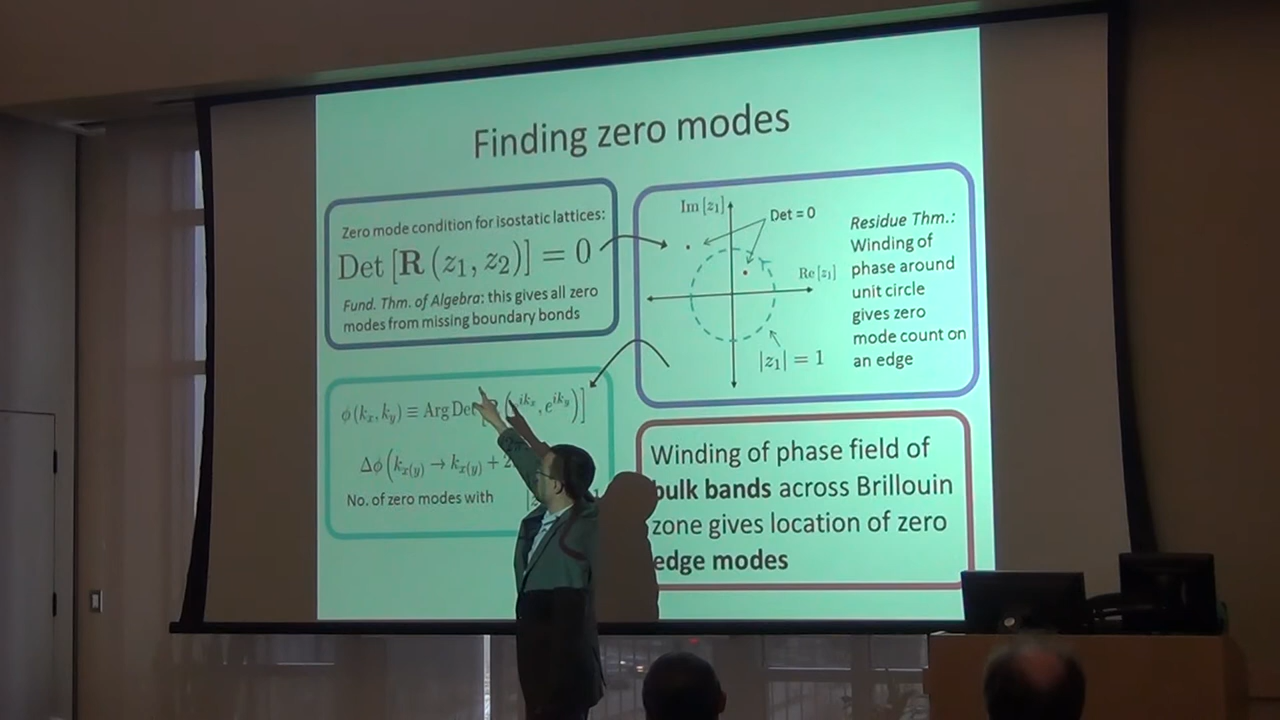 Finding zero modes
Zero mode condition for isostatic lattices:
Det [R (z₁, z₂)] = 0
Fund. Thm. of Algebra: this gives all zero
modes from missing boundary bonds
Im [z₁]
Det = 0
Re [z₁]
|z₁| = 1
Residue Thm.:
Winding of
phase around
unit circle
gives zero
mode count on
an edge
ϕ(kₓ, kᵧ) ≡ Arg Det [ (eⁱᵏˣ, eⁱᵏʸ)]
Δϕ(kₓ₍ᵧ₎ → kₓ₍ᵧ₎ + 2
No. of zero modes with
Winding of phase field of
bulk bands across Brillouin
zone gives location of zero
edge modes